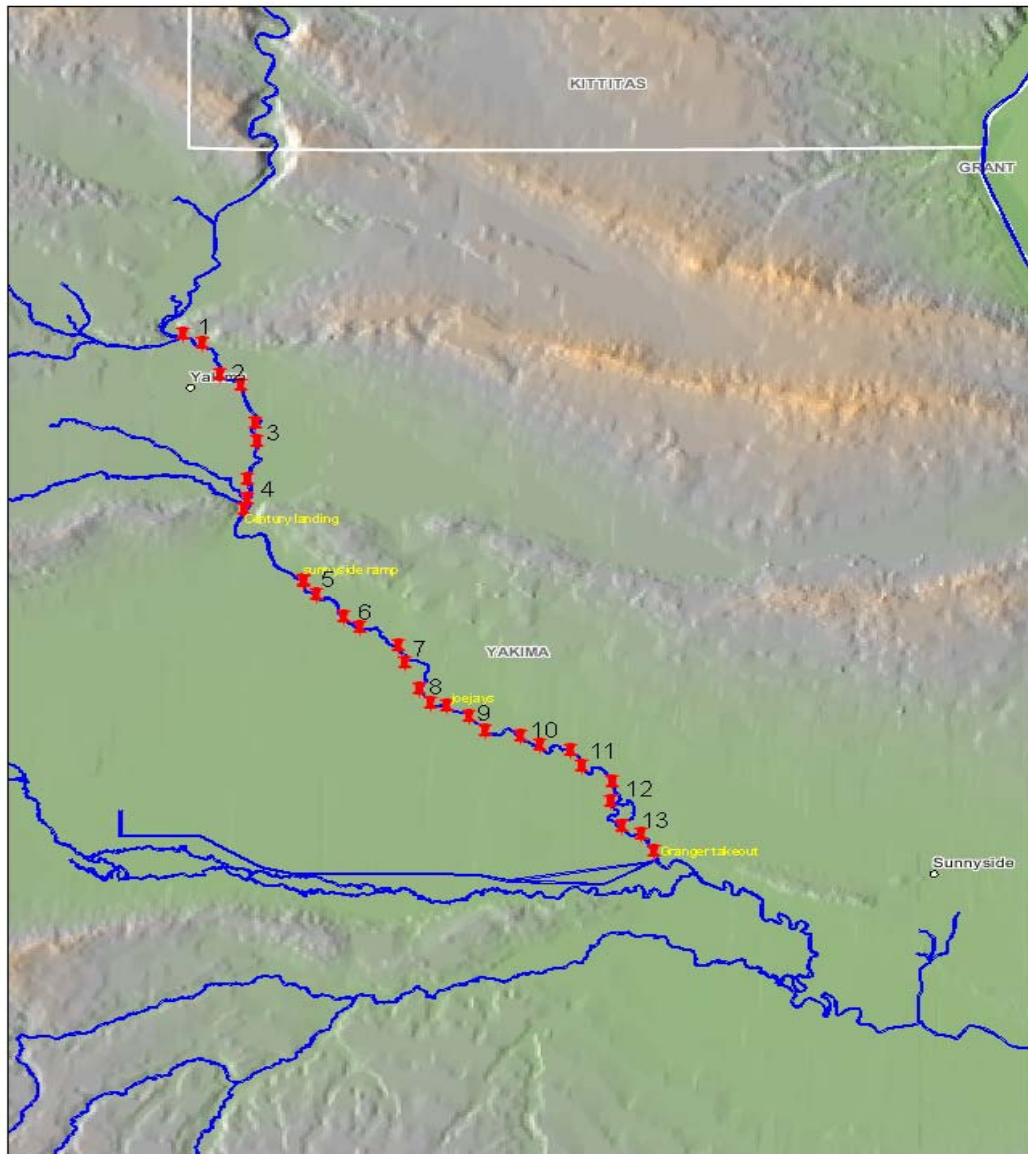 KITTITAS
GRANT
1
2
Yakima
3
4
Century landing
sunnyside ramp
5
6
7
YAKIMA
8
joejays
9
10
11
12
13
Granger takeout
Sunnyside